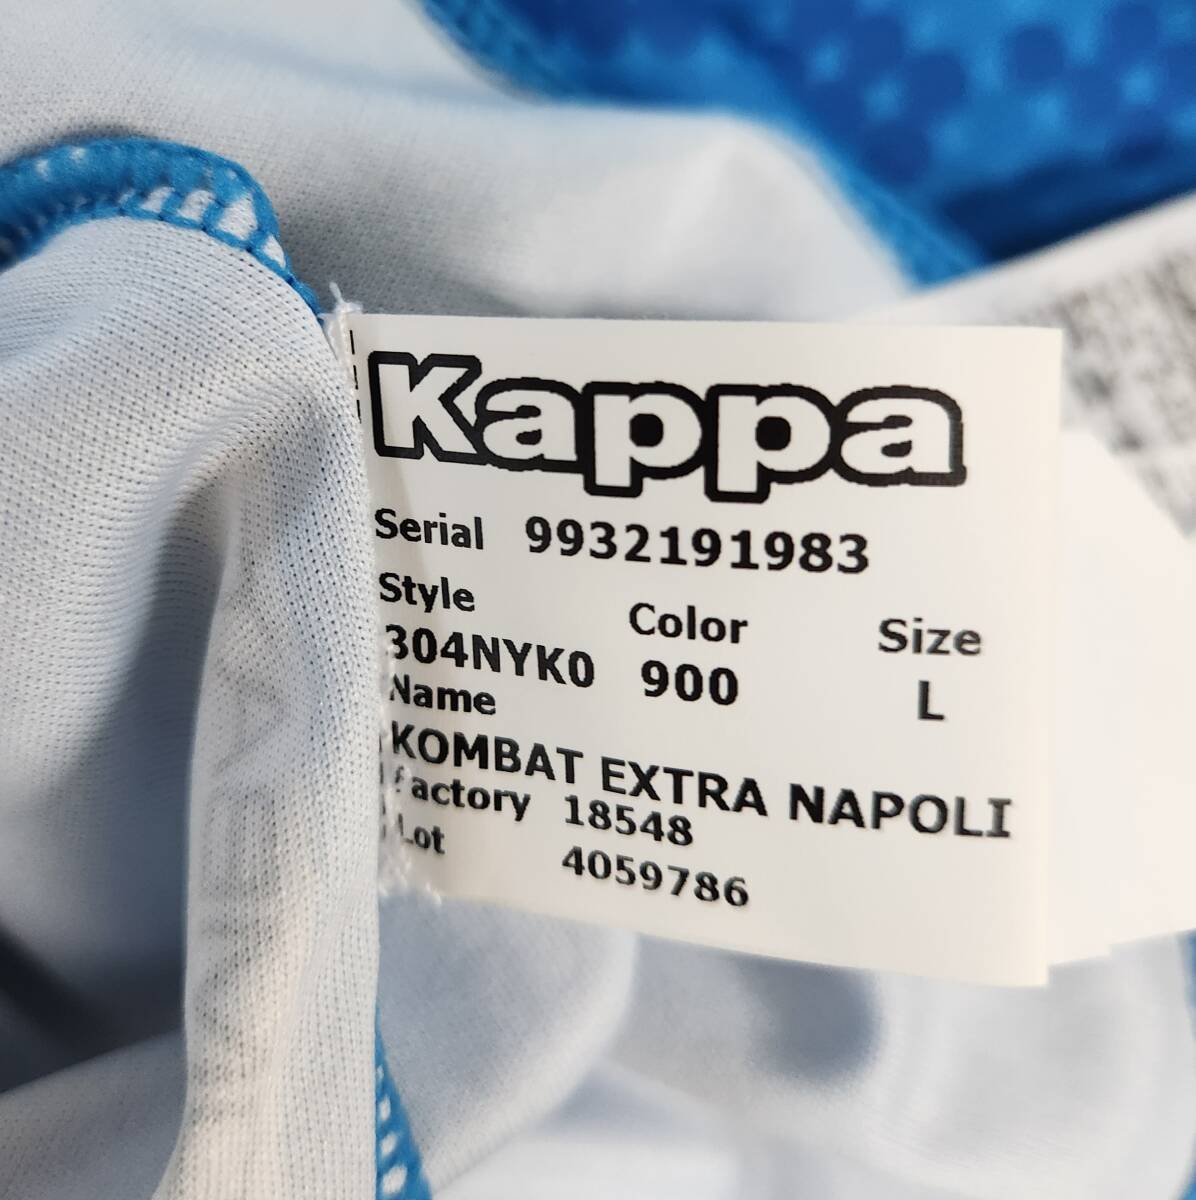 Kappa
Serial 9932191983
Style Color Size
304NYK0 900 L
Name
KOMBAT EXTRA NAPOLI
Factory 18548
Lot 4059786